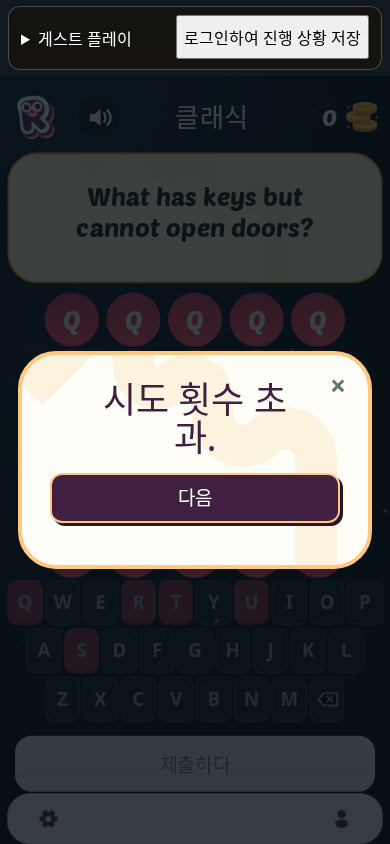 ▶ 게스트 플레이
로그인하여 진행 상황 저장
R
클래식
0
What has keys but
cannot open doors?
Q Q Q Q Q
시도 횟수 초
과.
×
다음
Q W E R T Y U I O P
A S D F G H J K L
Z X C V B N M
제출하다